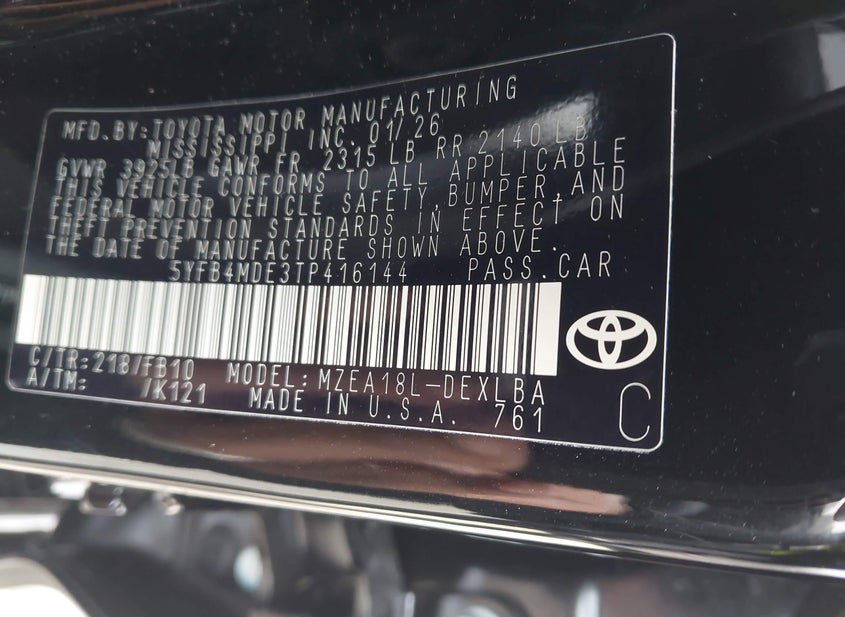 MFD.BY:TOYOTA MOTOR MANUFACTURING
MISSISSIPPI INC. 01/26
GVWR 3925LB GAWR FR 2315 LB RR 2140 LB
THIS VEHICLE CONFORMS TO ALL APPLICABLE
FEDERAL MOTOR VEHICLE SAFETY,BUMPER,AND
THEFT PREVENTION STANDARDS IN EFFECT ON
THE DATE OF MANUFACTURE SHOWN ABOVE.
5YFB4MDE3TP416144 PASS.CAR
C/TR:218/FB10 MODEL:MZEA18L-DEXLBA
A/TM: /K121 MADE IN U.S.A. 761
C